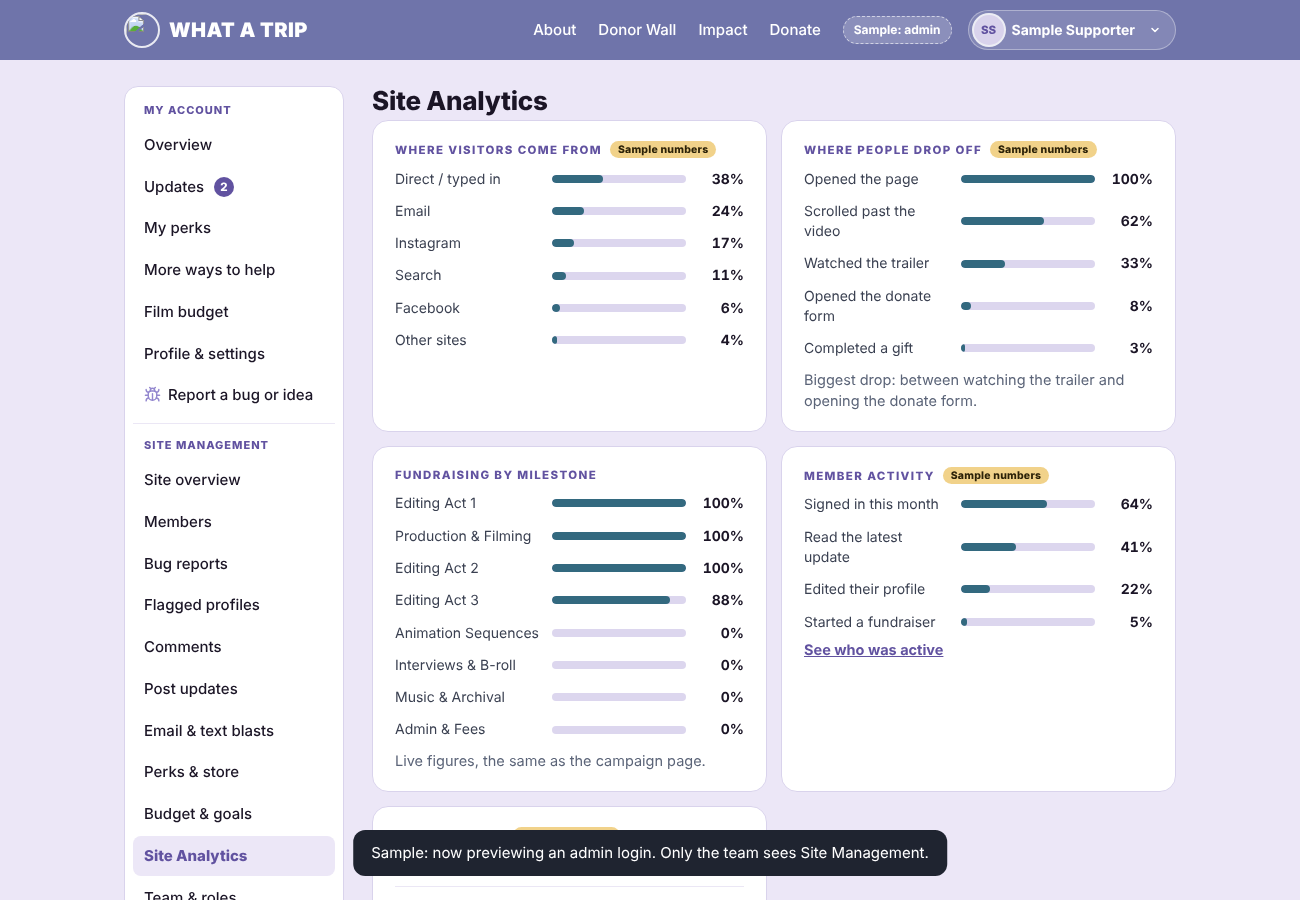 WHAT A TRIP
About
Donor Wall
Impact
Donate
Sample: admin
SS
Sample Supporter
MY ACCOUNT
Overview
Updates 2
My perks
More ways to help
Film budget
Profile & settings
Report a bug or idea
SITE MANAGEMENT
Site overview
Members
Bug reports
Flagged profiles
Comments
Post updates
Email & text blasts
Perks & store
Budget & goals
Site Analytics
Team & roles
Site Analytics
WHERE VISITORS COME FROM Sample numbers
Direct / typed in 38%
Email 24%
Instagram 17%
Search 11%
Facebook 6%
Other sites 4%
WHERE PEOPLE DROP OFF Sample numbers
Opened the page 100%
Scrolled past the
video 62%
Watched the trailer 33%
Opened the donate
form 8%
Completed a gift 3%
Biggest drop: between watching the trailer and
opening the donate form.
FUNDRAISING BY MILESTONE
Editing Act 1 100%
Production & Filming 100%
Editing Act 2 100%
Editing Act 3 88%
Animation Sequences 0%
Interviews & B-roll 0%
Music & Archival 0%
Admin & Fees 0%
Live figures, the same as the campaign page.
MEMBER ACTIVITY Sample numbers
Signed in this month 64%
Read the latest
update 41%
Edited their profile 22%
Started a fundraiser 5%
See who was active
Sample: now previewing an admin login. Only the team sees Site Management.